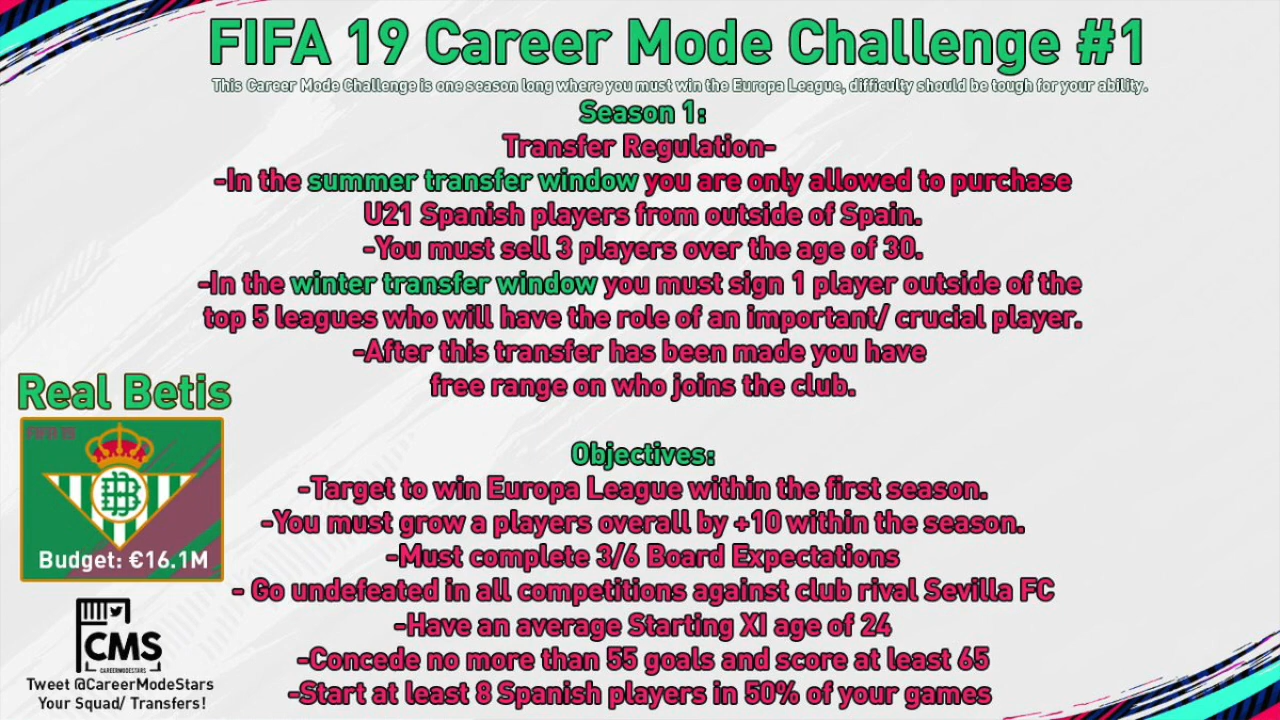 FIFA 19 Career Mode Challenge #1
This Career Mode Challenge is one season long where you must win the Europa League, difficulty should be tough for your ability.
Season 1:
Transfer Regulation-
-In the summer transfer window you are only allowed to purchase
U21 Spanish players from outside of Spain.
-You must sell 3 players over the age of 30.
-In the winter transfer window you must sign 1 player outside of the
top 5 leagues who will have the role of an important/ crucial player.
-After this transfer has been made you have
free range on who joins the club.
Objectives:
-Target to win Europa League within the first season.
-You must grow a players overall by +10 within the season.
-Must complete 3/6 Board Expectations
- Go undefeated in all competitions against club rival Sevilla FC
-Have an average Starting XI age of 24
-Concede no more than 55 goals and score at least 65
-Start at least 8 Spanish players in 50% of your games
Real Betis
FIFA 19
Budget: €16.1M
CMS
CAREERMODESTARS
Tweet @CareerModeStars
Your Squad/ Transfers!